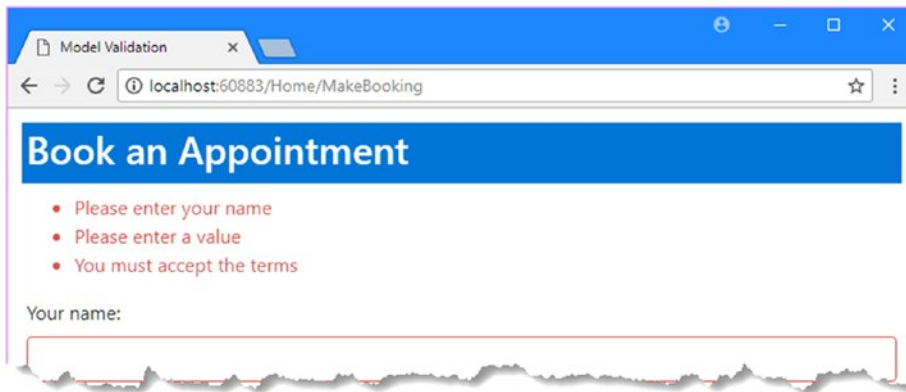 Model Validation
localhost:60883/Home/MakeBooking
Book an Appointment
Please enter your name
Please enter a value
You must accept the terms
Your name: